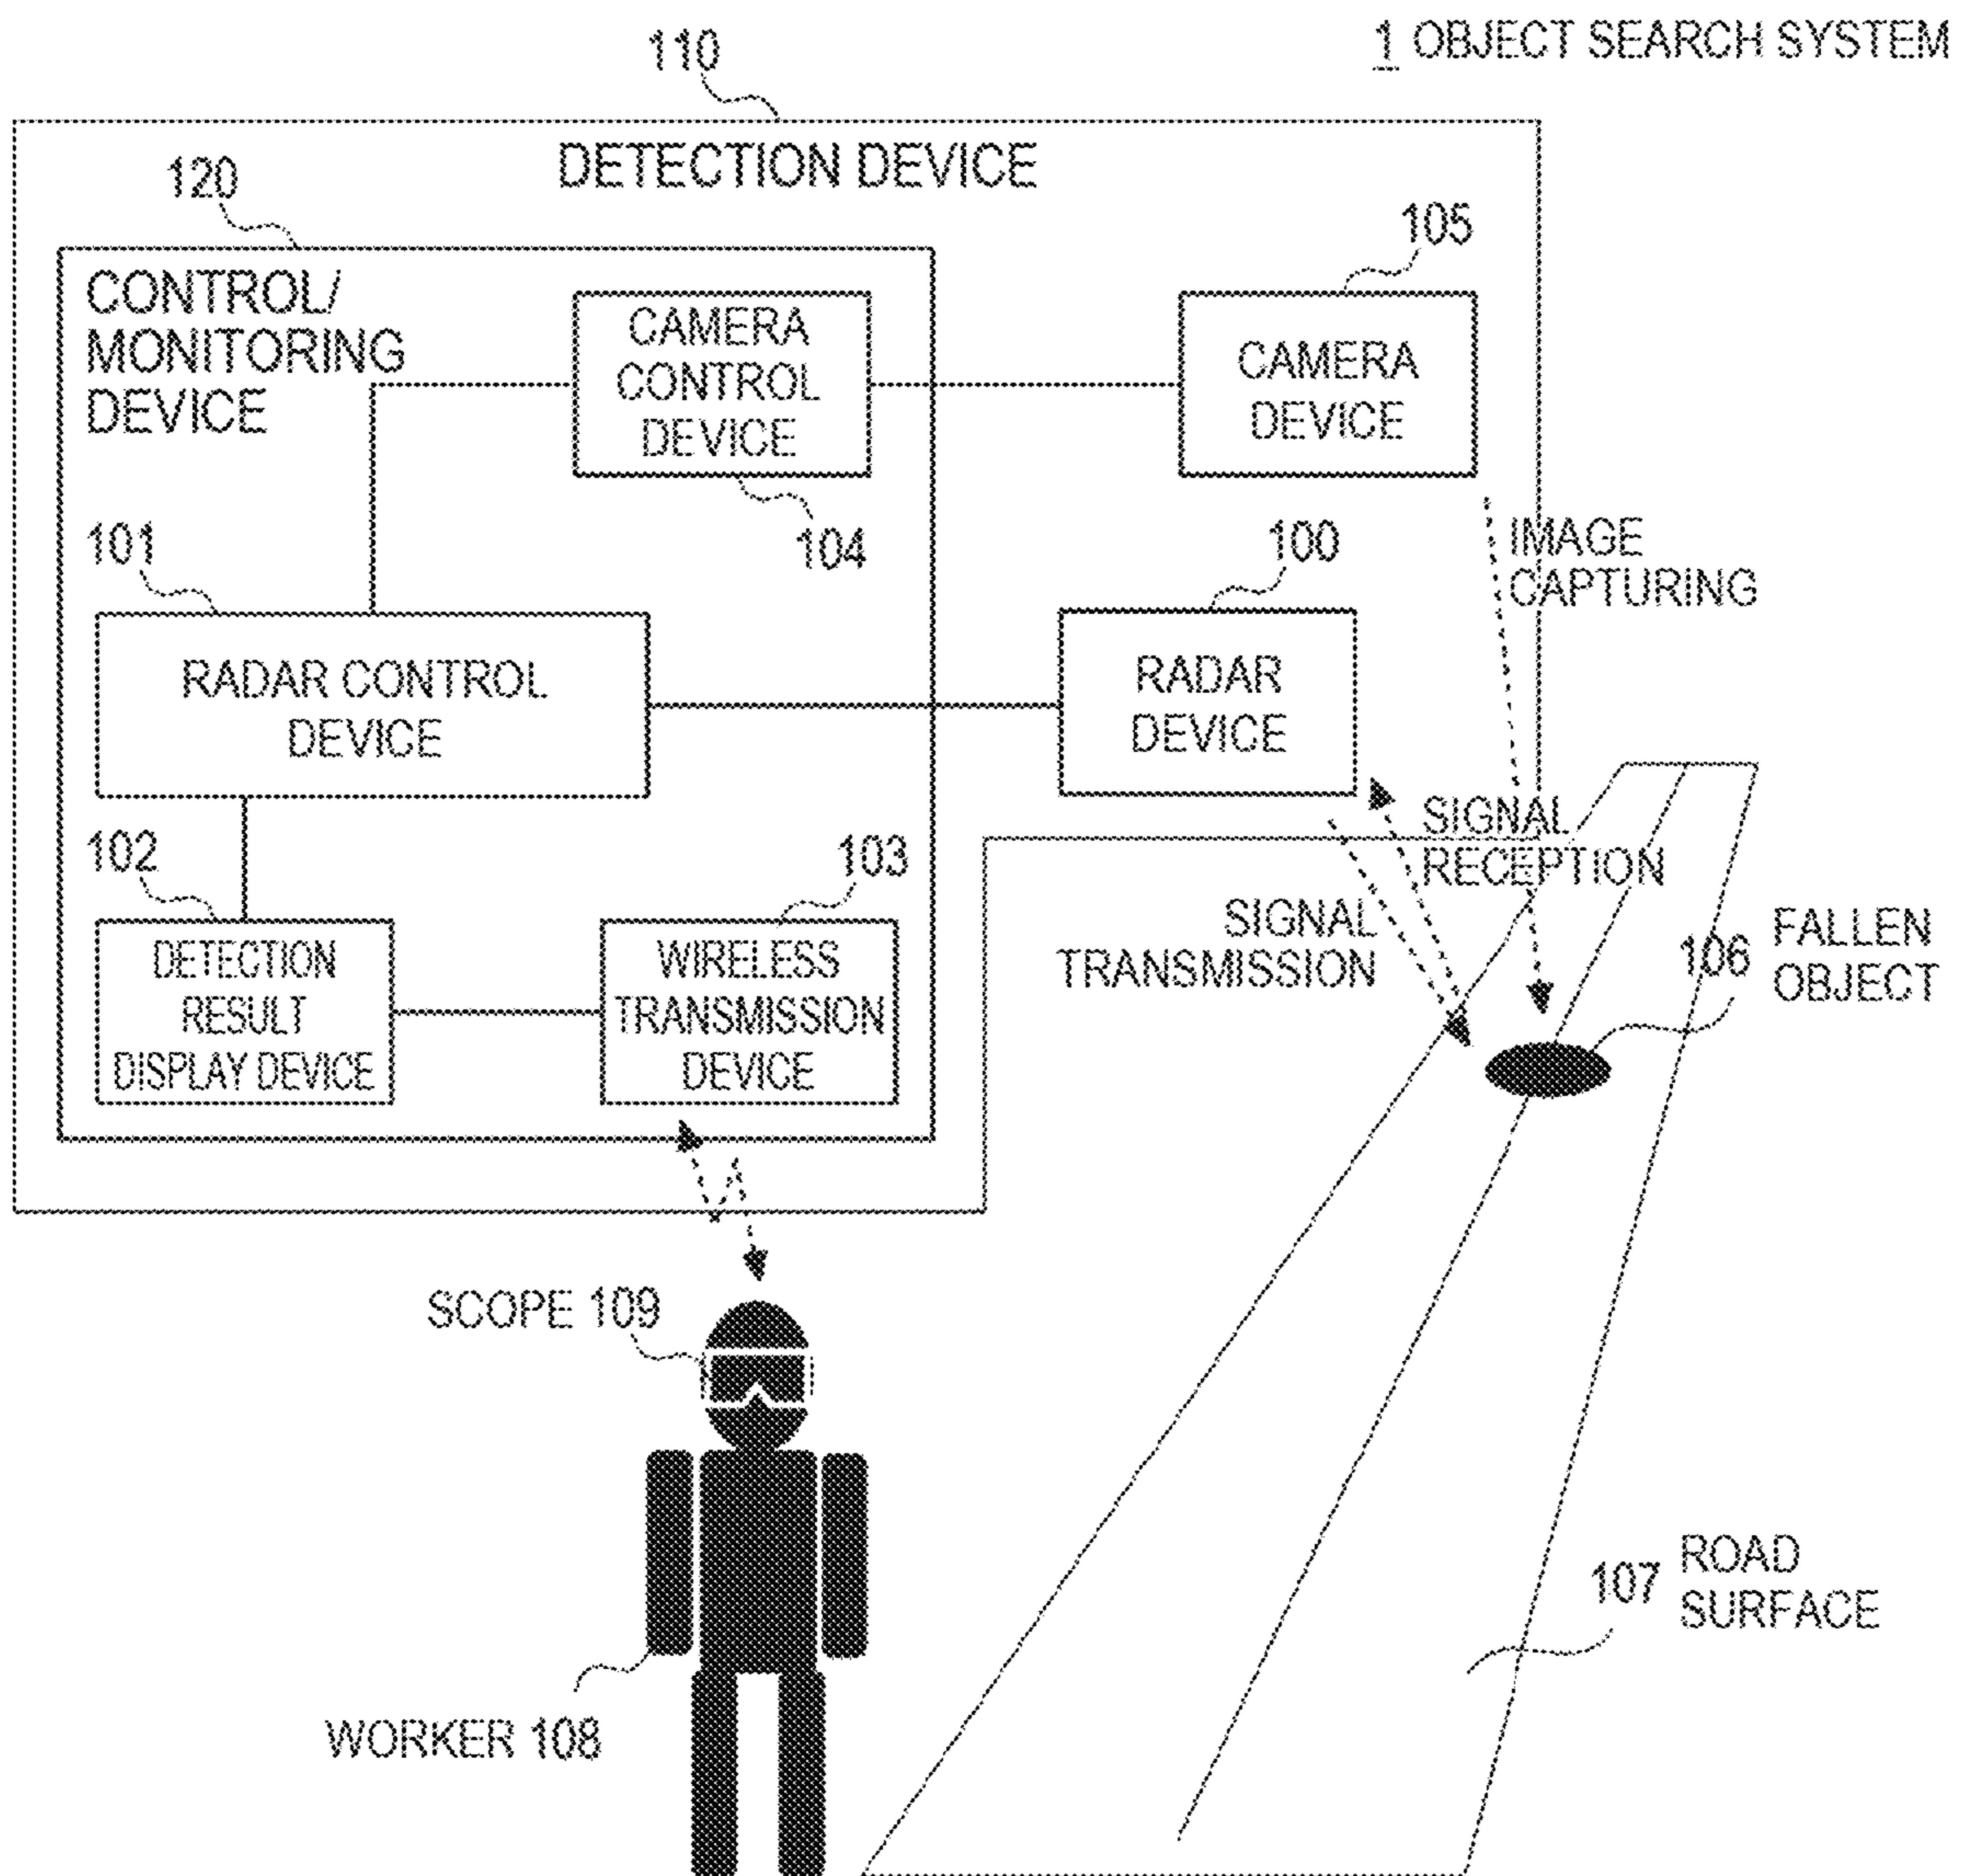 1 OBJECT SEARCH SYSTEM
110
DETECTION DEVICE
120
CONTROL/
MONITORING
DEVICE
CAMERA
CONTROL
DEVICE
104
105
CAMERA
DEVICE
IMAGE
CAPTURING
101
RADAR CONTROL
DEVICE
100
RADAR
DEVICE
SIGNAL
RECEPTION
SIGNAL
TRANSMISSION
102
DETECTION
RESULT
DISPLAY DEVICE
103
WIRELESS
TRANSMISSION
DEVICE
106
FALLEN
OBJECT
SCOPE 109
WORKER 108
107
ROAD
SURFACE